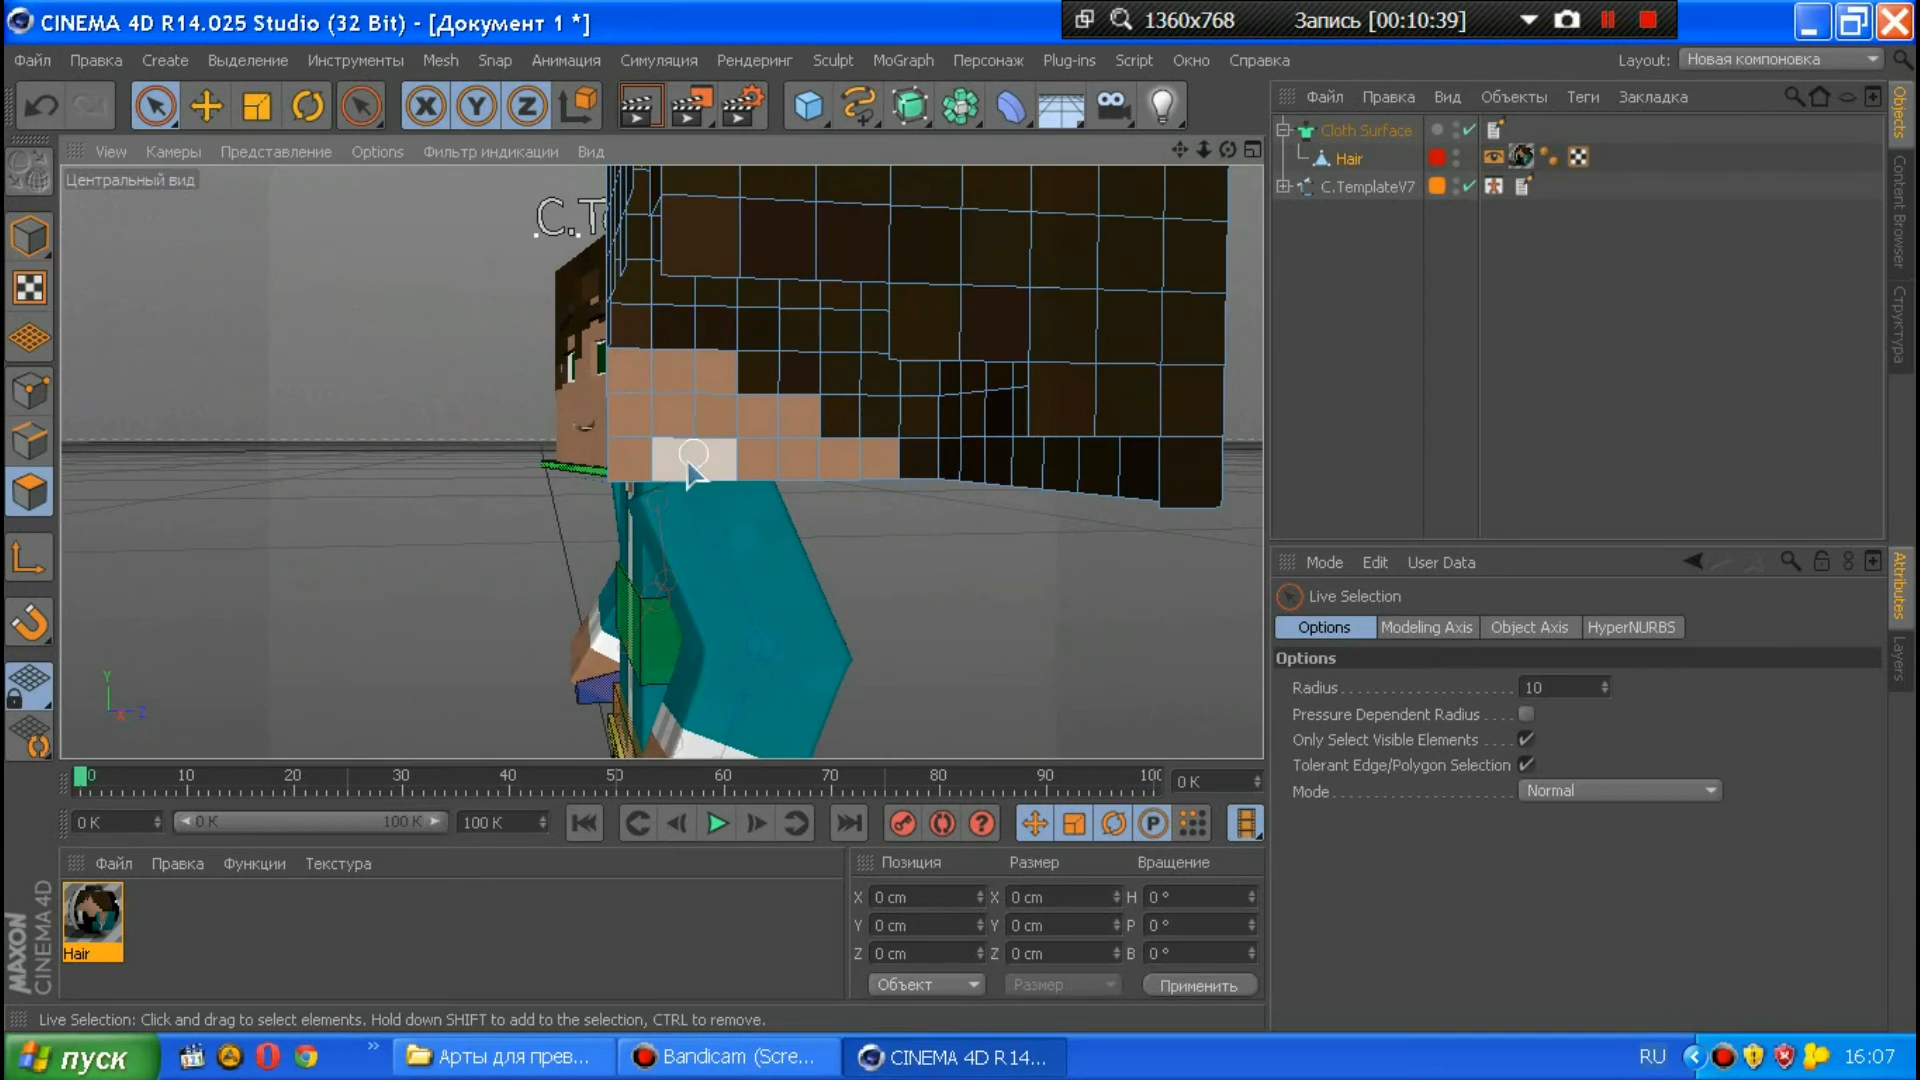 CINEMA 4D R14.025 Studio (32 Bit) - [Документ 1 *]
1360x768
Запись [00:10:39]
Файл
Правка
Create
Выделение
Инструменты
Mesh
Snap
Анимация
Симуляция
Рендеринг
Sculpt
MoGraph
Персонаж
Plug-ins
Script
Окно
Справка
Layout:
Новая компоновка
X
Y
Z
Файл
Правка
Вид
Объекты
Теги
Закладка
Cloth Surface
Hair
C.TemplateV7
Objects
Content Browser
Структура
View
Камеры
Представление
Options
Фильтр индикации
Вид
Центральный вид
C.T
Y
X
Z
Mode
Edit
User Data
Live Selection
Options
Modeling Axis
Object Axis
HyperNURBS
Options
Radius
10
Pressure Dependent Radius
Only Select Visible Elements
Tolerant Edge/Polygon Selection
Mode
Normal
Attributes
Layers
0
10
20
30
40
50
60
70
80
90
100
0 K
0 K
0 K
100 K
100 K
P
Файл
Правка
Функции
Текстура
Hair
MAXON
CINEMA 4D
Позиция
Размер
Вращение
X 0 cm X 0 cm H 0 °
Y 0 cm Y 0 cm P 0 °
Z 0 cm Z 0 cm B 0 °
Объект
Размер
Применить
Live Selection: Click and drag to select elements. Hold down SHIFT to add to the selection, CTRL to remove.
пуск
Арты для прев...
Bandicam (Scre...
CINEMA 4D R14...
RU
16:07